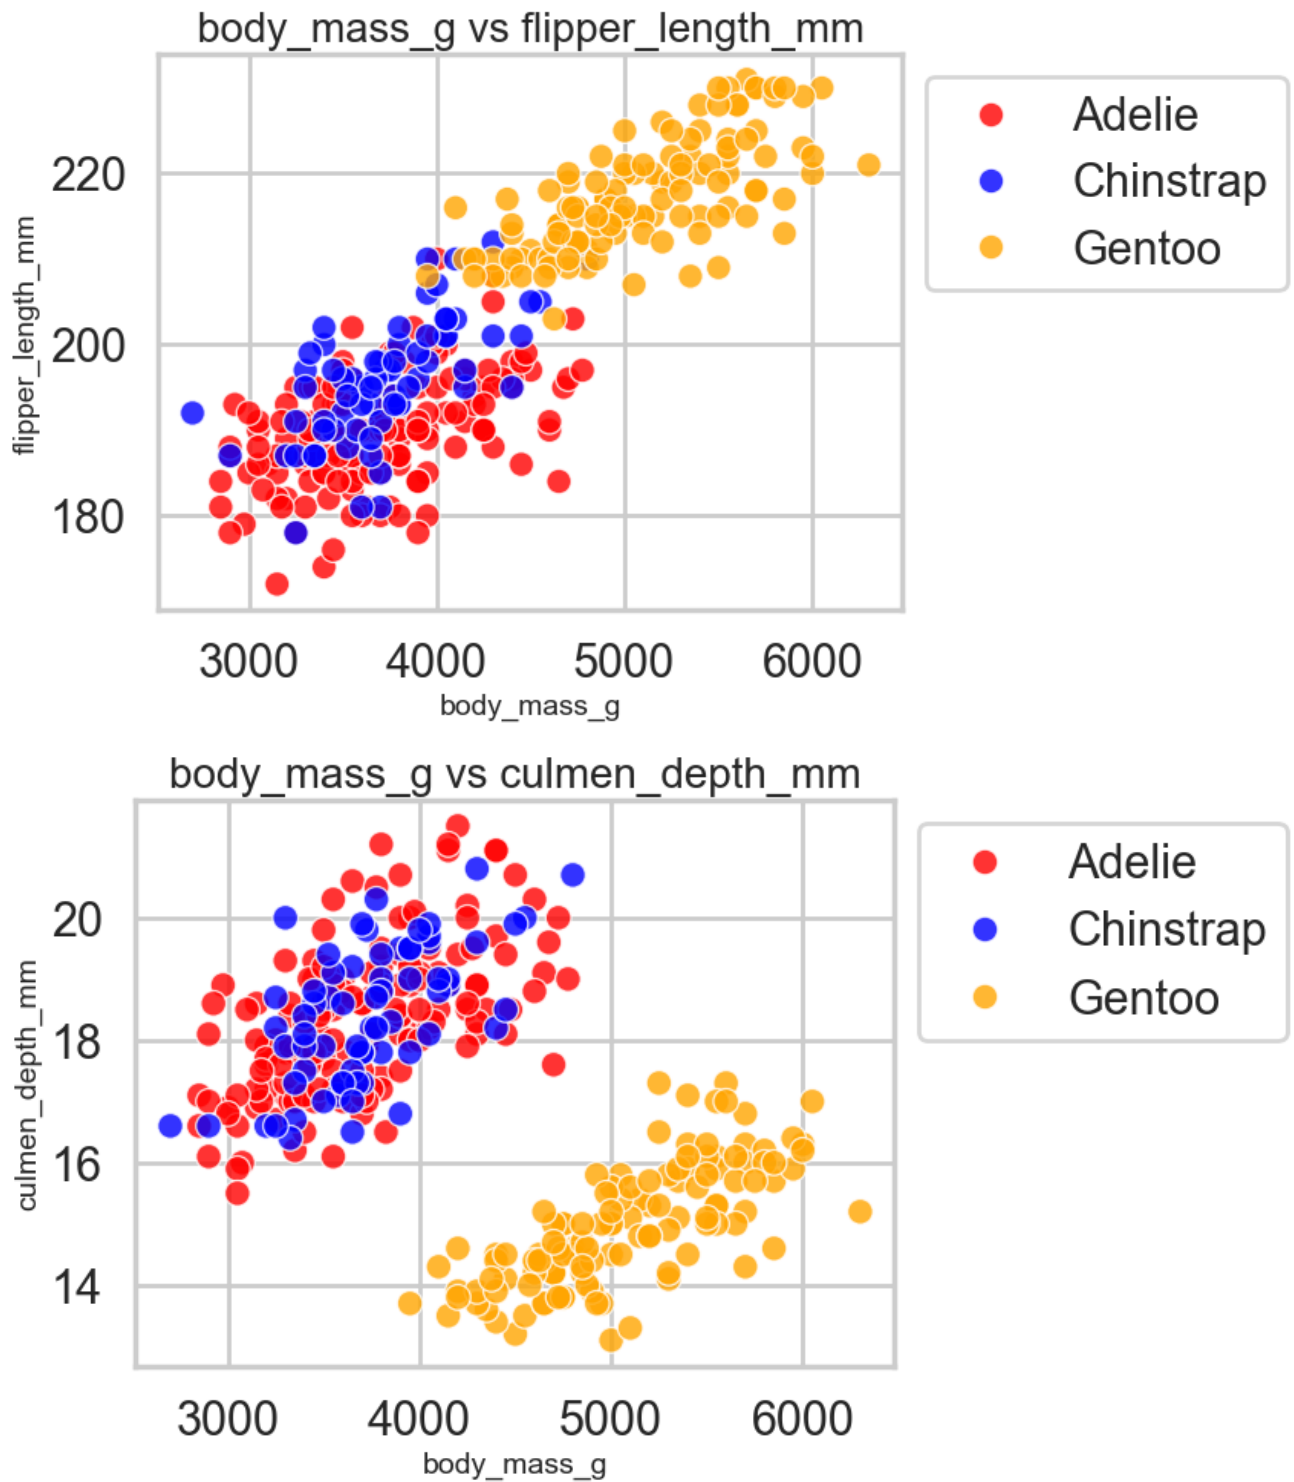 body_mass_g vs flipper_length_mm
Adelie
Chinstrap
Gentoo
flipper_length_mm
220
200
180
3000 4000 5000 6000
body_mass_g
body_mass_g vs culmen_depth_mm
Adelie
Chinstrap
Gentoo
culmen_depth_mm
20
18
16
14
3000 4000 5000 6000
body_mass_g